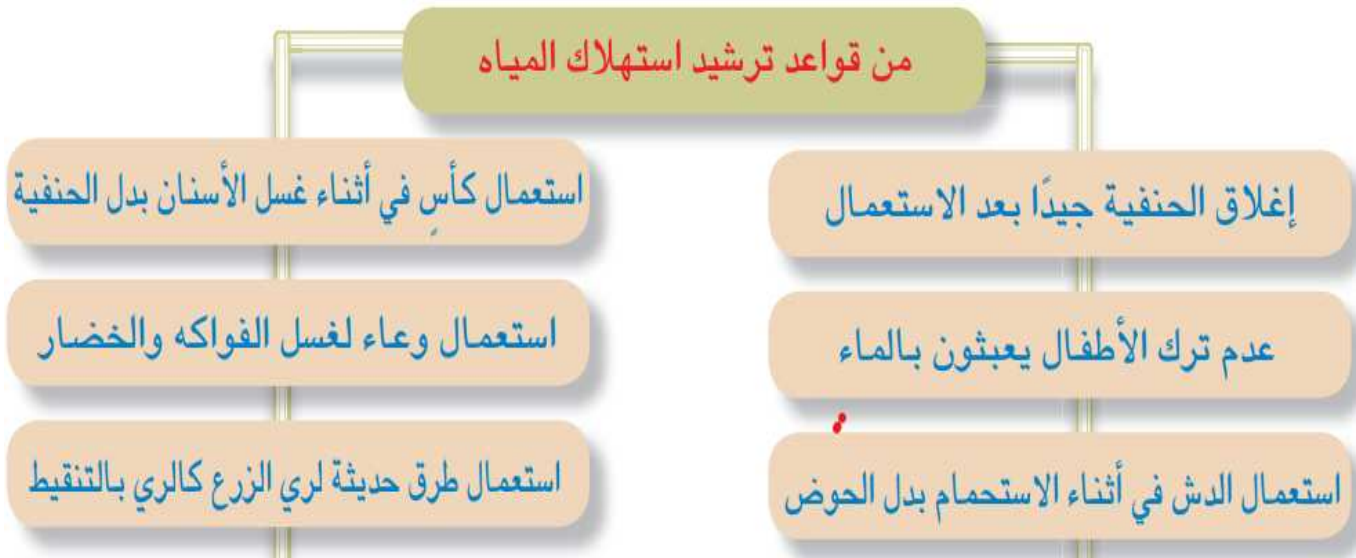 من قواعد ترشيد استهلاك المياه
إغلاق الحنفية جيدًا بعد الاستعمال
استعمال كأسٍ في أثناء غسل الأسنان بدل الحنفية
عدم ترك الأطفال يعبثون بالماء
استعمال وعاء لغسل الفواكه والخضار
استعمال الدش في أثناء الاستحمام بدل الحوض
استعمال طرق حديثة لري الزرع كالري بالتنقيط